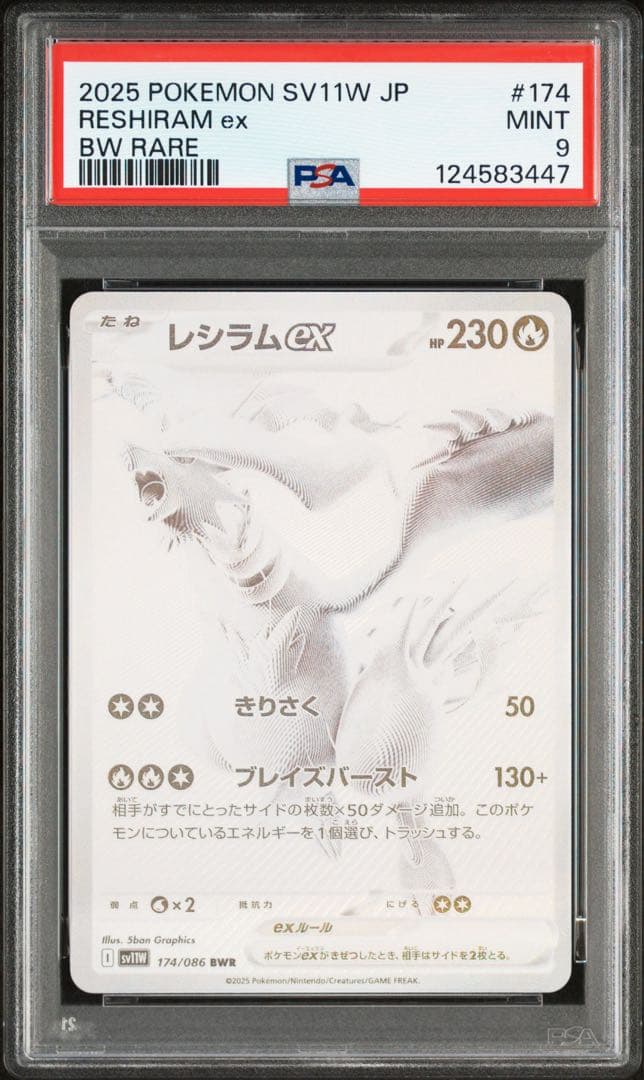 2025 POKEMON SV11W JP #174
RESHIRAM ex MINT
BW RARE 9
PSA 124583447
たね レシラムex HP 230
きりさく 50
ブレイズバースト 130+
相手がすでにとったサイドの枚数×50ダメージ追加。このポケ
モンについているエネルギーを1個選び、トラッシュする。
弱点 ×2 抵抗力 にげる
exルール
ポケモンexがきぜつしたとき、相手はサイドを2枚とる。
Illus. 5ban Graphics
I sv11W 174/086 BWR
©2025 Pokémon/Nintendo/Creatures/GAME FREAK.
PSA